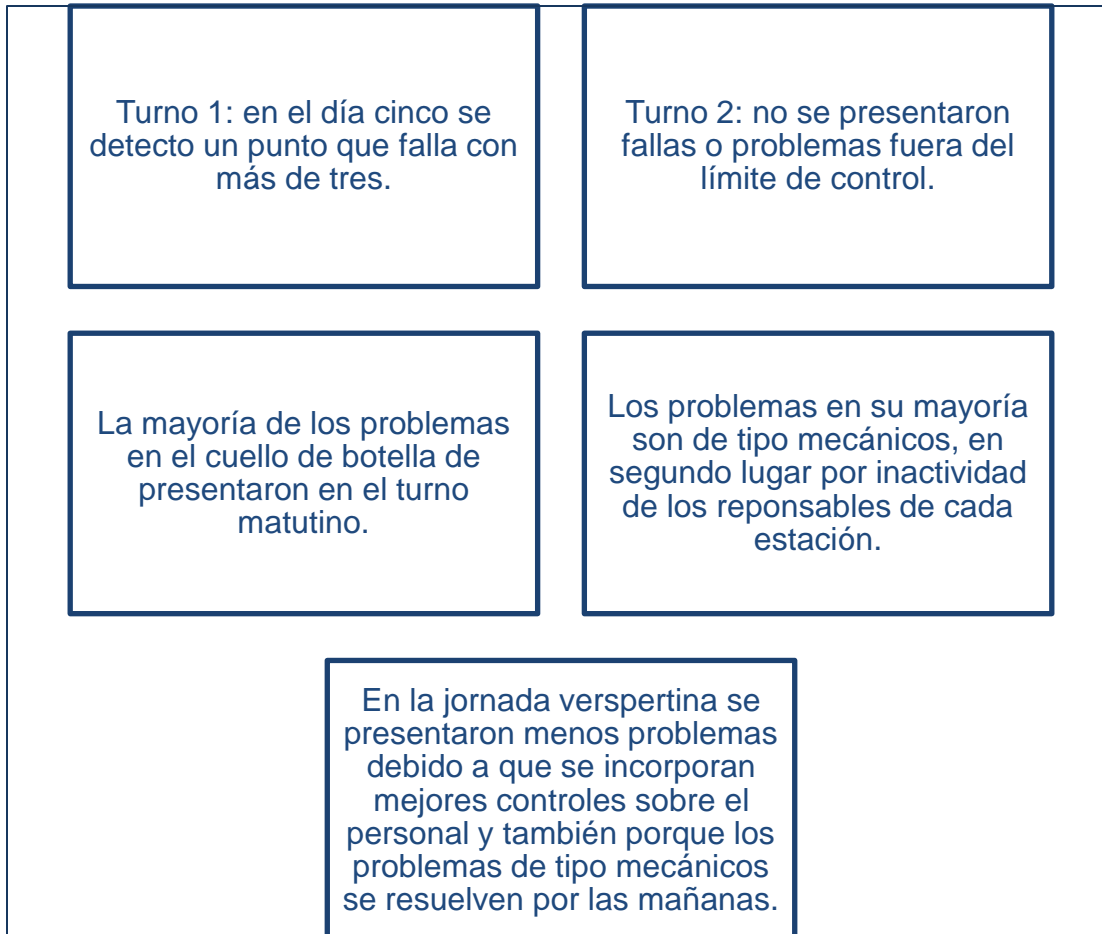 Turno 1: en el día cinco se
detecto un punto que falla con
más de tres.
Turno 2: no se presentaron
fallas o problemas fuera del
límite de control.
La mayoría de los problemas
en el cuello de botella de
presentaron en el turno
matutino.
Los problemas en su mayoría
son de tipo mecánicos, en
segundo lugar por inactividad
de los reponsables de cada
estación.
En la jornada verspertina se
presentaron menos problemas
debido a que se incorporan
mejores controles sobre el
personal y también porque los
problemas de tipo mecánicos
se resuelven por las mañanas.